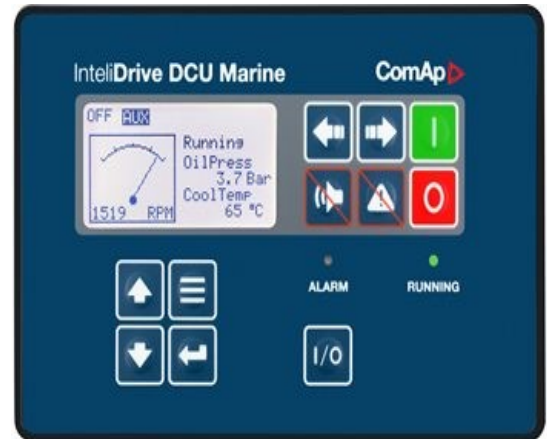 InteliDrive DCU Marine
ComAp
OFF AUX
Running
OilPress
3.7 Bar
CoolTemp
65 °C
1519 RPM
ALARM
RUNNING
I/O